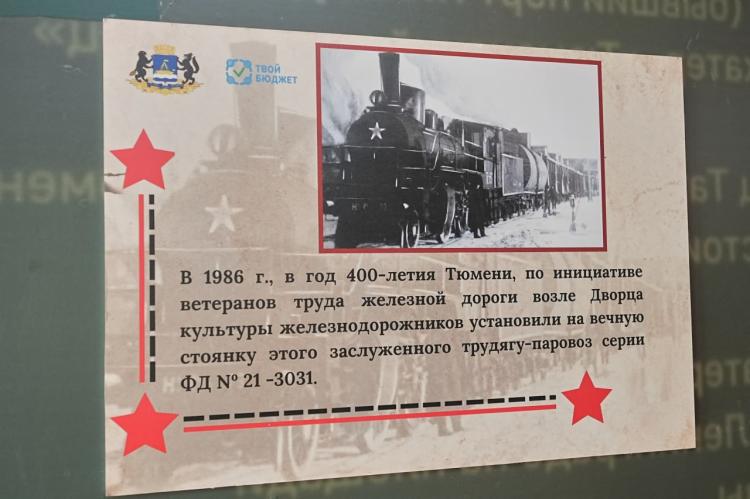 ТВОЙ
БЮДЖЕТ
В 1986 г., в год 400-летия Тюмени, по инициативе
ветеранов труда железной дороги возле Дворца
культуры железнодорожников установили на вечную
стоянку этого заслуженного трудягу-паровоз серии
ФД № 21 -3031.